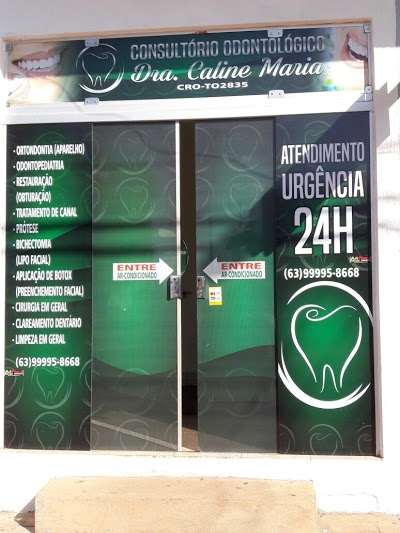 CONSULTÓRIO ODONTOLÓGICO
Dra. Caline Maria
CRO-TO2835
- ORTONDONTIA (APARELHO)
- ODONTOPEDIATRIA
- RESTAURAÇÃO
(OBTURAÇÃO)
- TRATAMENTO DE CANAL
- PRÓTESE
- BICHECTOMIA
(LIPO FACIAL)
- APLICAÇÃO DE BOTOX
(PREENCHEMENTO FACIAL)
- CIRURGIA EM GERAL
- CLAREAMENTO DENTÁRIO
- LIMPEZA EM GERAL
(63)99995-8668
ENTRE
AR-CONDICIONADO
ENTRE
AR-CONDICIONADO
ATENDIMENTO
URGÊNCIA
24H
(63)99995-8668